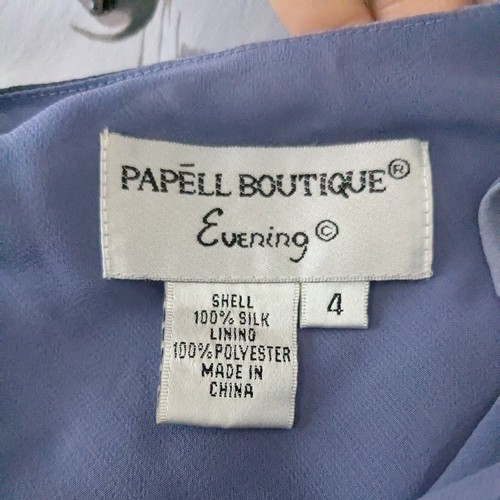 PAPĒLL BOUTIQUE®
Evening ©
SHELL
100% SILK
LINING
100% POLYESTER
MADE IN
CHINA
4